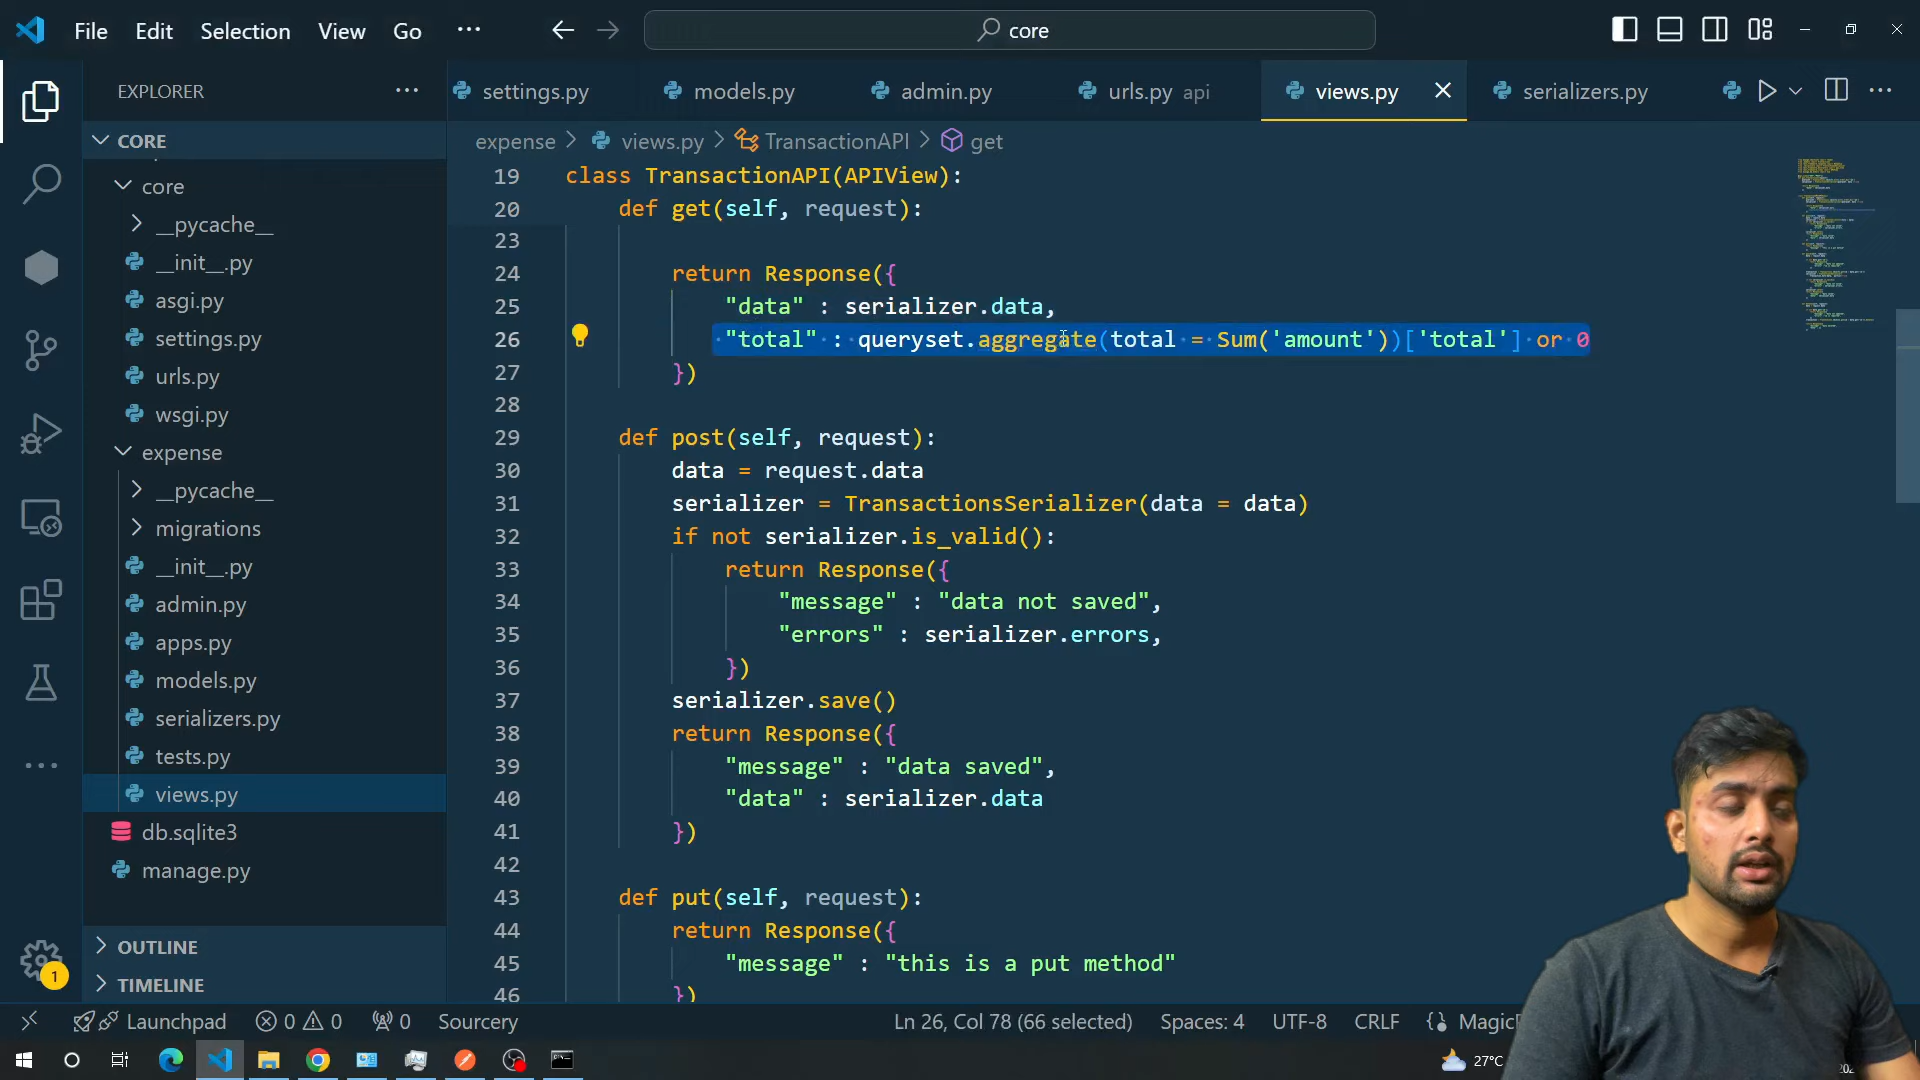 File Edit Selection View Go ··· core
EXPLORER ···
settings.py models.py admin.py urls.py api views.py serializers.py ···
CORE
core
__pycache__
__init__.py
asgi.py
settings.py
urls.py
wsgi.py
expense
__pycache__
migrations
__init__.py
admin.py
apps.py
models.py
serializers.py
tests.py
views.py
db.sqlite3
manage.py
OUTLINE
TIMELINE
1
expense > views.py > TransactionAPI > get
19 class TransactionAPI(APIView):
20 def get(self, request):
23
24 return Response({
25 "data" : serializer.data,
26 "total" : queryset.aggregate(total = Sum('amount'))['total'] or 0
27 })
28
29 def post(self, request):
30 data = request.data
31 serializer = TransactionsSerializer(data = data)
32 if not serializer.is_valid():
33 return Response({
34 "message" : "data not saved",
35 "errors" : serializer.errors,
36 })
37 serializer.save()
38 return Response({
39 "message" : "data saved",
40 "data" : serializer.data
41 })
42
43 def put(self, request):
44 return Response({
45 "message" : "this is a put method"
46 })
Launchpad 0 0 0 Sourcery Ln 26, Col 78 (66 selected) Spaces: 4 UTF-8 CRLF
27°C